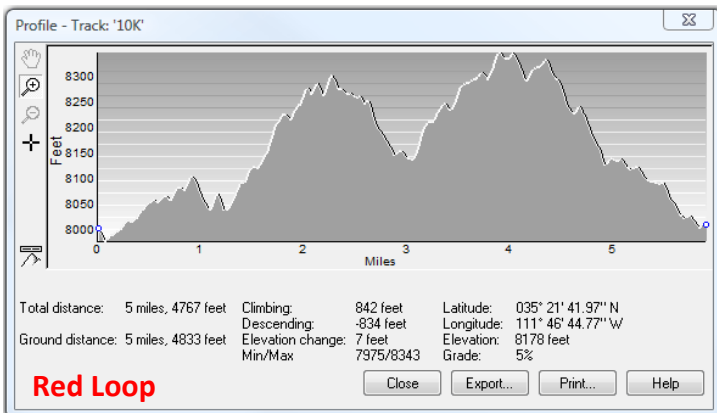 Profile - Track: '10K'
8300
8250
8200
8150
8100
8050
8000
Feet
0 1 2 3 4 5
Miles
Total distance: 5 miles, 4767 feet Climbing: 842 feet Latitude: 035° 21' 41.97" N
Descending: -834 feet Longitude: 111° 46' 44.77" W
Ground distance: 5 miles, 4833 feet Elevation change: 7 feet Elevation: 8178 feet
Min/Max 7975/8343 Grade: 5%
Red Loop Close Export... Print... Help